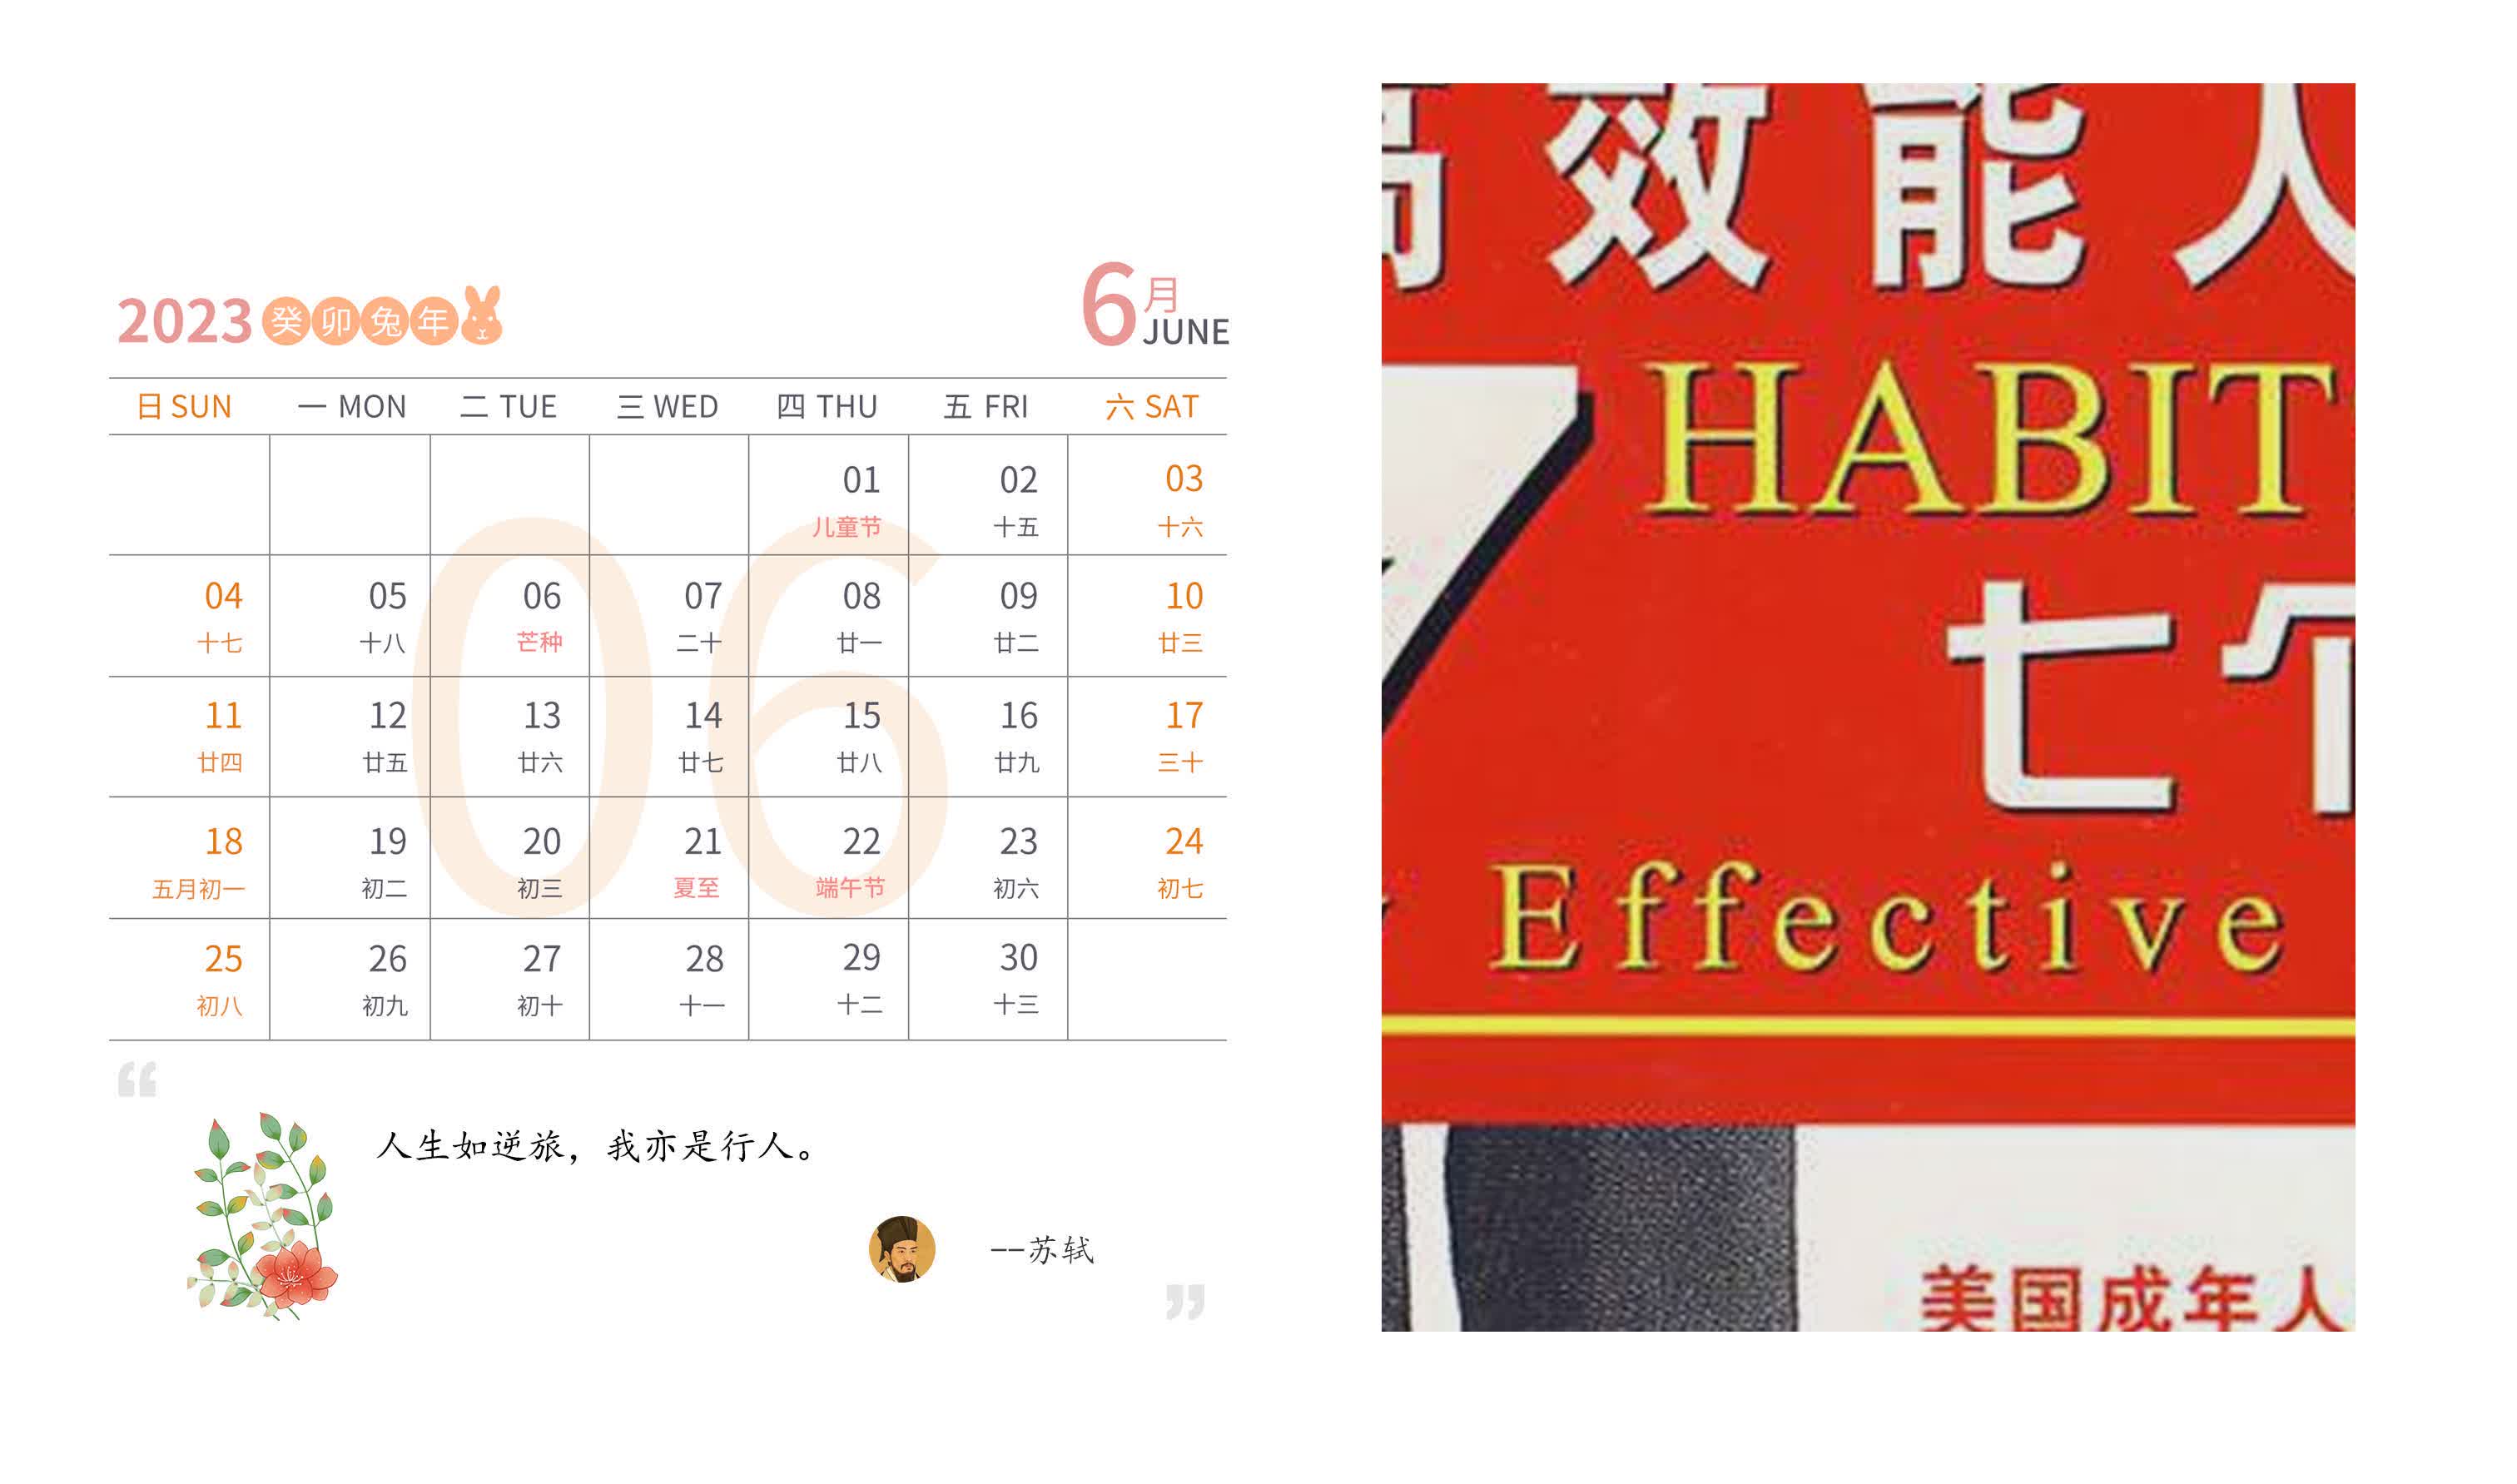 2023 癸卯兔年
6月
JUNE
日 SUN 一 MON 二 TUE 三 WED 四 THU 五 FRI 六 SAT
01 02 03
儿童节 十五 十六
04 05 06 07 08 09 10
十七 十八 芒种 二十 廿一 廿二 廿三
11 12 13 14 15 16 17
廿四 廿五 廿六 廿七 廿八 廿九 三十
18 19 20 21 22 23 24
五月初一 初二 初三 夏至 端午节 初六 初七
25 26 27 28 29 30
初八 初九 初十 十一 十二 十三
06
“
人生如逆旅，我亦是行人。
--苏轼
”
高效能人
7 HABIT
七个
Effective
美国成年人